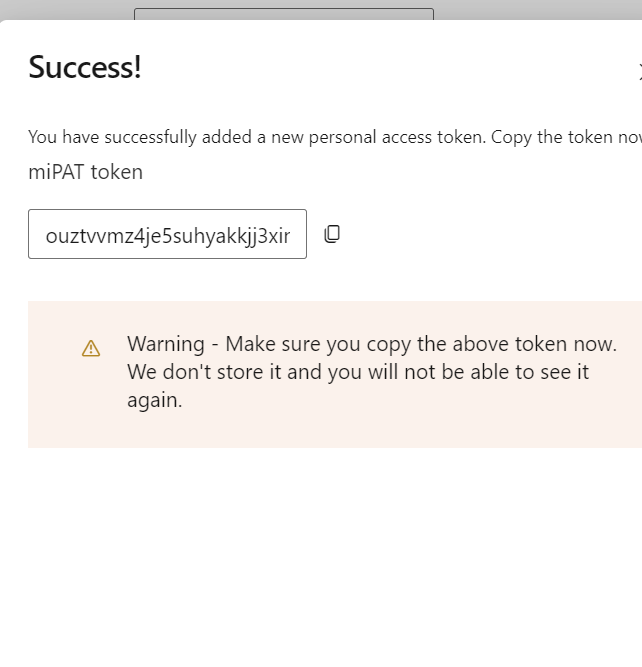 Success!
You have successfully added a new personal access token. Copy the token
miPAT token
ouztvvmz4je5suhyakkjj3xir
Warning - Make sure you copy the above token now.
We don't store it and you will not be able to see it
again.